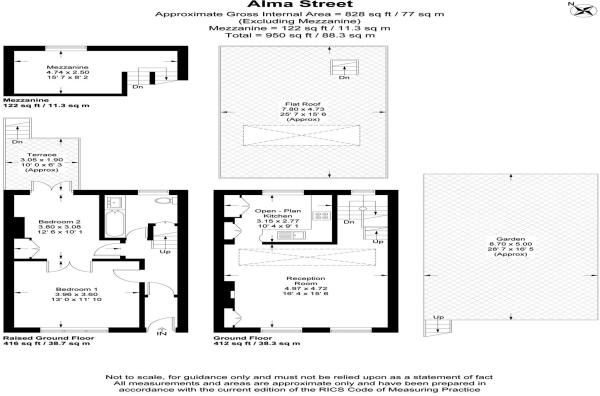 Alma Street
Approximate Gross Internal Area = 828 sq ft / 77 sq m
(Excluding Mezzanine)
Mezzanine = 122 sq ft / 11.3 sq m
Total = 950 sq ft / 88.3 sq m
N
Mezzanine
4.74 x 2.50
15'7 x 8'2
Dn
Mezzanine
122 sq ft / 11.3 sq m
Dn
Flat Roof
7.80 x 4.73
25'7 x 15'6
(Approx)
Dn
Terrace
3.05 x 1.90
10'0 x 6'3
(Approx)
Bedroom 2
3.80 x 3.08
12'6 x 10'1
Up
Bedroom 1
3.96 x 3.60
13'0 x 11'10
IN
Raised Ground Floor
416 sq ft / 38.7 sq m
Open - Plan
Kitchen
3.15 x 2.77
10'4 x 9'1
Dn
Up
Reception
Room
4.97 x 4.72
16'4 x 15'6
Ground Floor
412 sq ft / 38.3 sq m
Garden
8.70 x 5.00
28'7 x 16'5
(Approx)
Up
Not to scale, for guidance only and must not be relied upon as a statement of fact
All measurements and areas are approximate only and have been prepared in
accordance with the current edition of the RICS Code of Measuring Practice